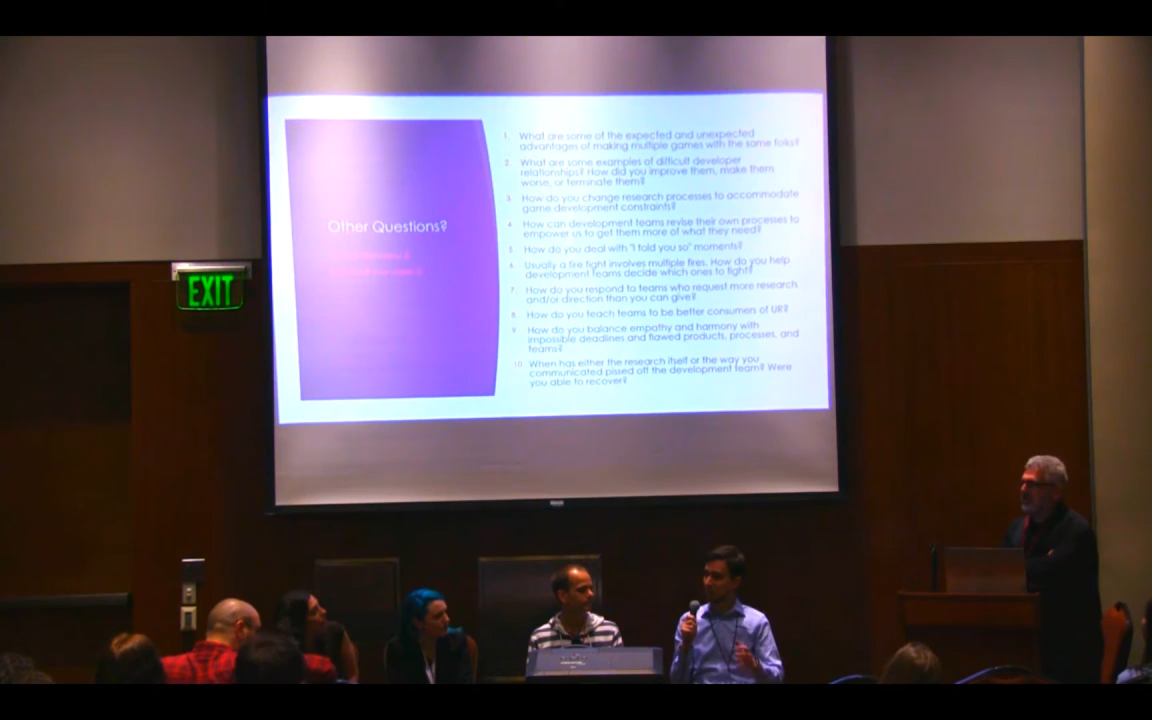 Other Questions?
1. What are some of the expected and unexpected
advantages of making multiple games with the same folks?
2. What are some examples of difficult developer
relationships? How did you improve them, make them
worse, or terminate them?
3. How do you change research processes to accommodate
game development constraints?
4. How can development teams revise their own processes to
empower us to get them more of what they need?
5. How do you deal with "I told you so" moments?
6. Usually a fire fight involves multiple fires. How do you help
development teams decide which ones to fight?
7. How do you respond to teams who request more research
and/or direction than you can give?
8. How do you teach teams to be better consumers of UR?
9. How do you balance empathy and harmony with
impossible deadlines and flawed products, processes, and
teams?
10. When has either the research itself or the way you
communicated pissed off the development team? Were
you able to recover?
EXIT